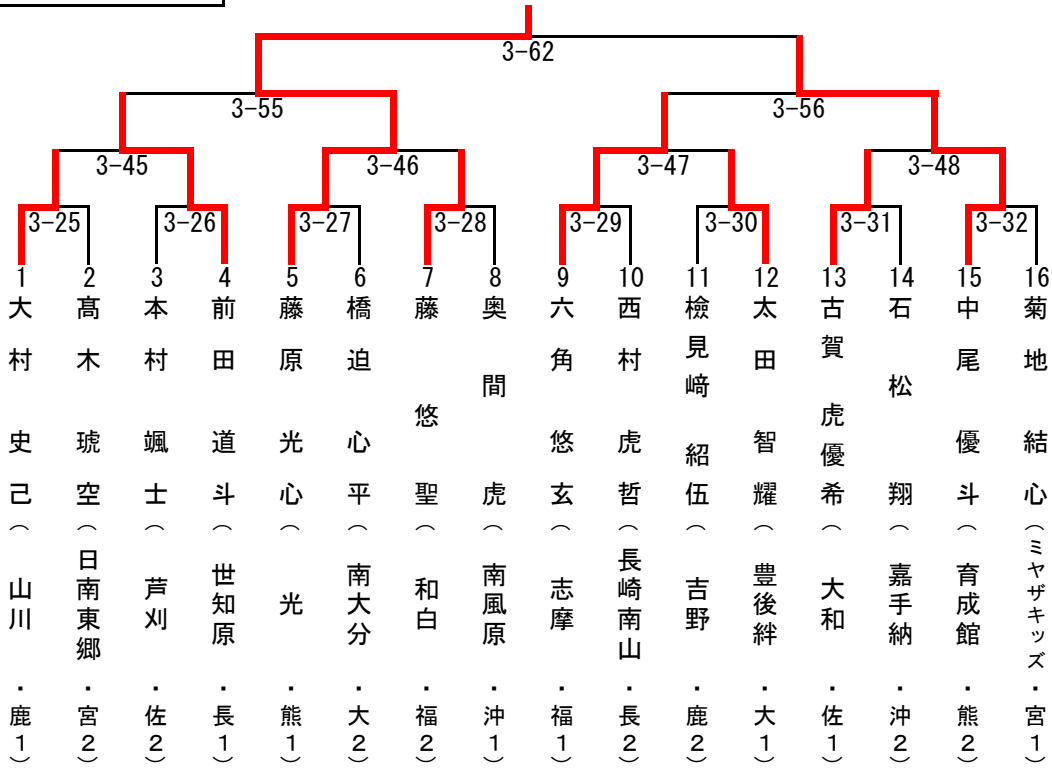 3-62
3-55
3-56
3-45
3-46
3-47
3-48
3-25
3-26
3-27
3-28
3-29
3-30
3-31
3-32
1 大村 史己（山川・鹿1）
2 髙木 琥空（日南東郷・宮2）
3 本村 颯士（芦刈・佐2）
4 前田 道斗（世知原・長1）
5 藤原 光心（光・熊1）
6 橋迫 心平（南大分・大2）
7 藤 悠聖（和白・福2）
8 奥間 虎（南風原・沖1）
9 六角 悠玄（志摩・福1）
10 西村 虎哲（長崎南山・長2）
11 檢見﨑 紹伍（吉野・鹿2）
12 太田 智耀（豊後絆・大1）
13 古賀 虎優希（大和・佐1）
14 石松 翔（嘉手納・沖2）
15 中尾 優斗（育成館・熊2）
16 菊地 結心（ミヤザキッズ・宮1）